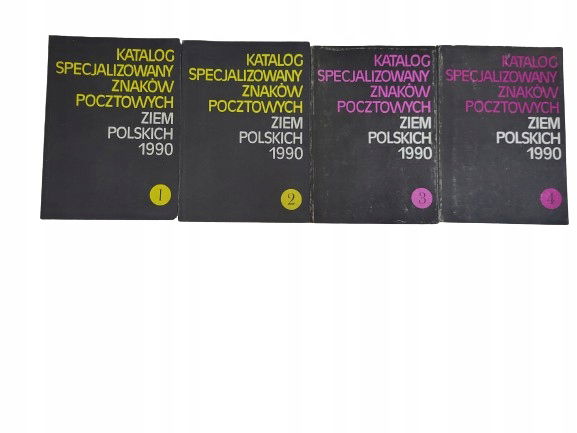 KATALOG
SPECJALIZOWANY
ZNAKÓW
POCZTOWYCH
ZIEM
POLSKICH
1990
1
KATALOG
SPECJALIZOWANY
ZNAKÓW
POCZTOWYCH
ZIEM
POLSKICH
1990
2
KATALOG
SPECJALIZOWANY
ZNAKÓW
POCZTOWYCH
ZIEM
POLSKICH
1990
3
KATALOG
SPECJALIZOWANY
ZNAKÓW
POCZTOWYCH
ZIEM
POLSKICH
1990
4